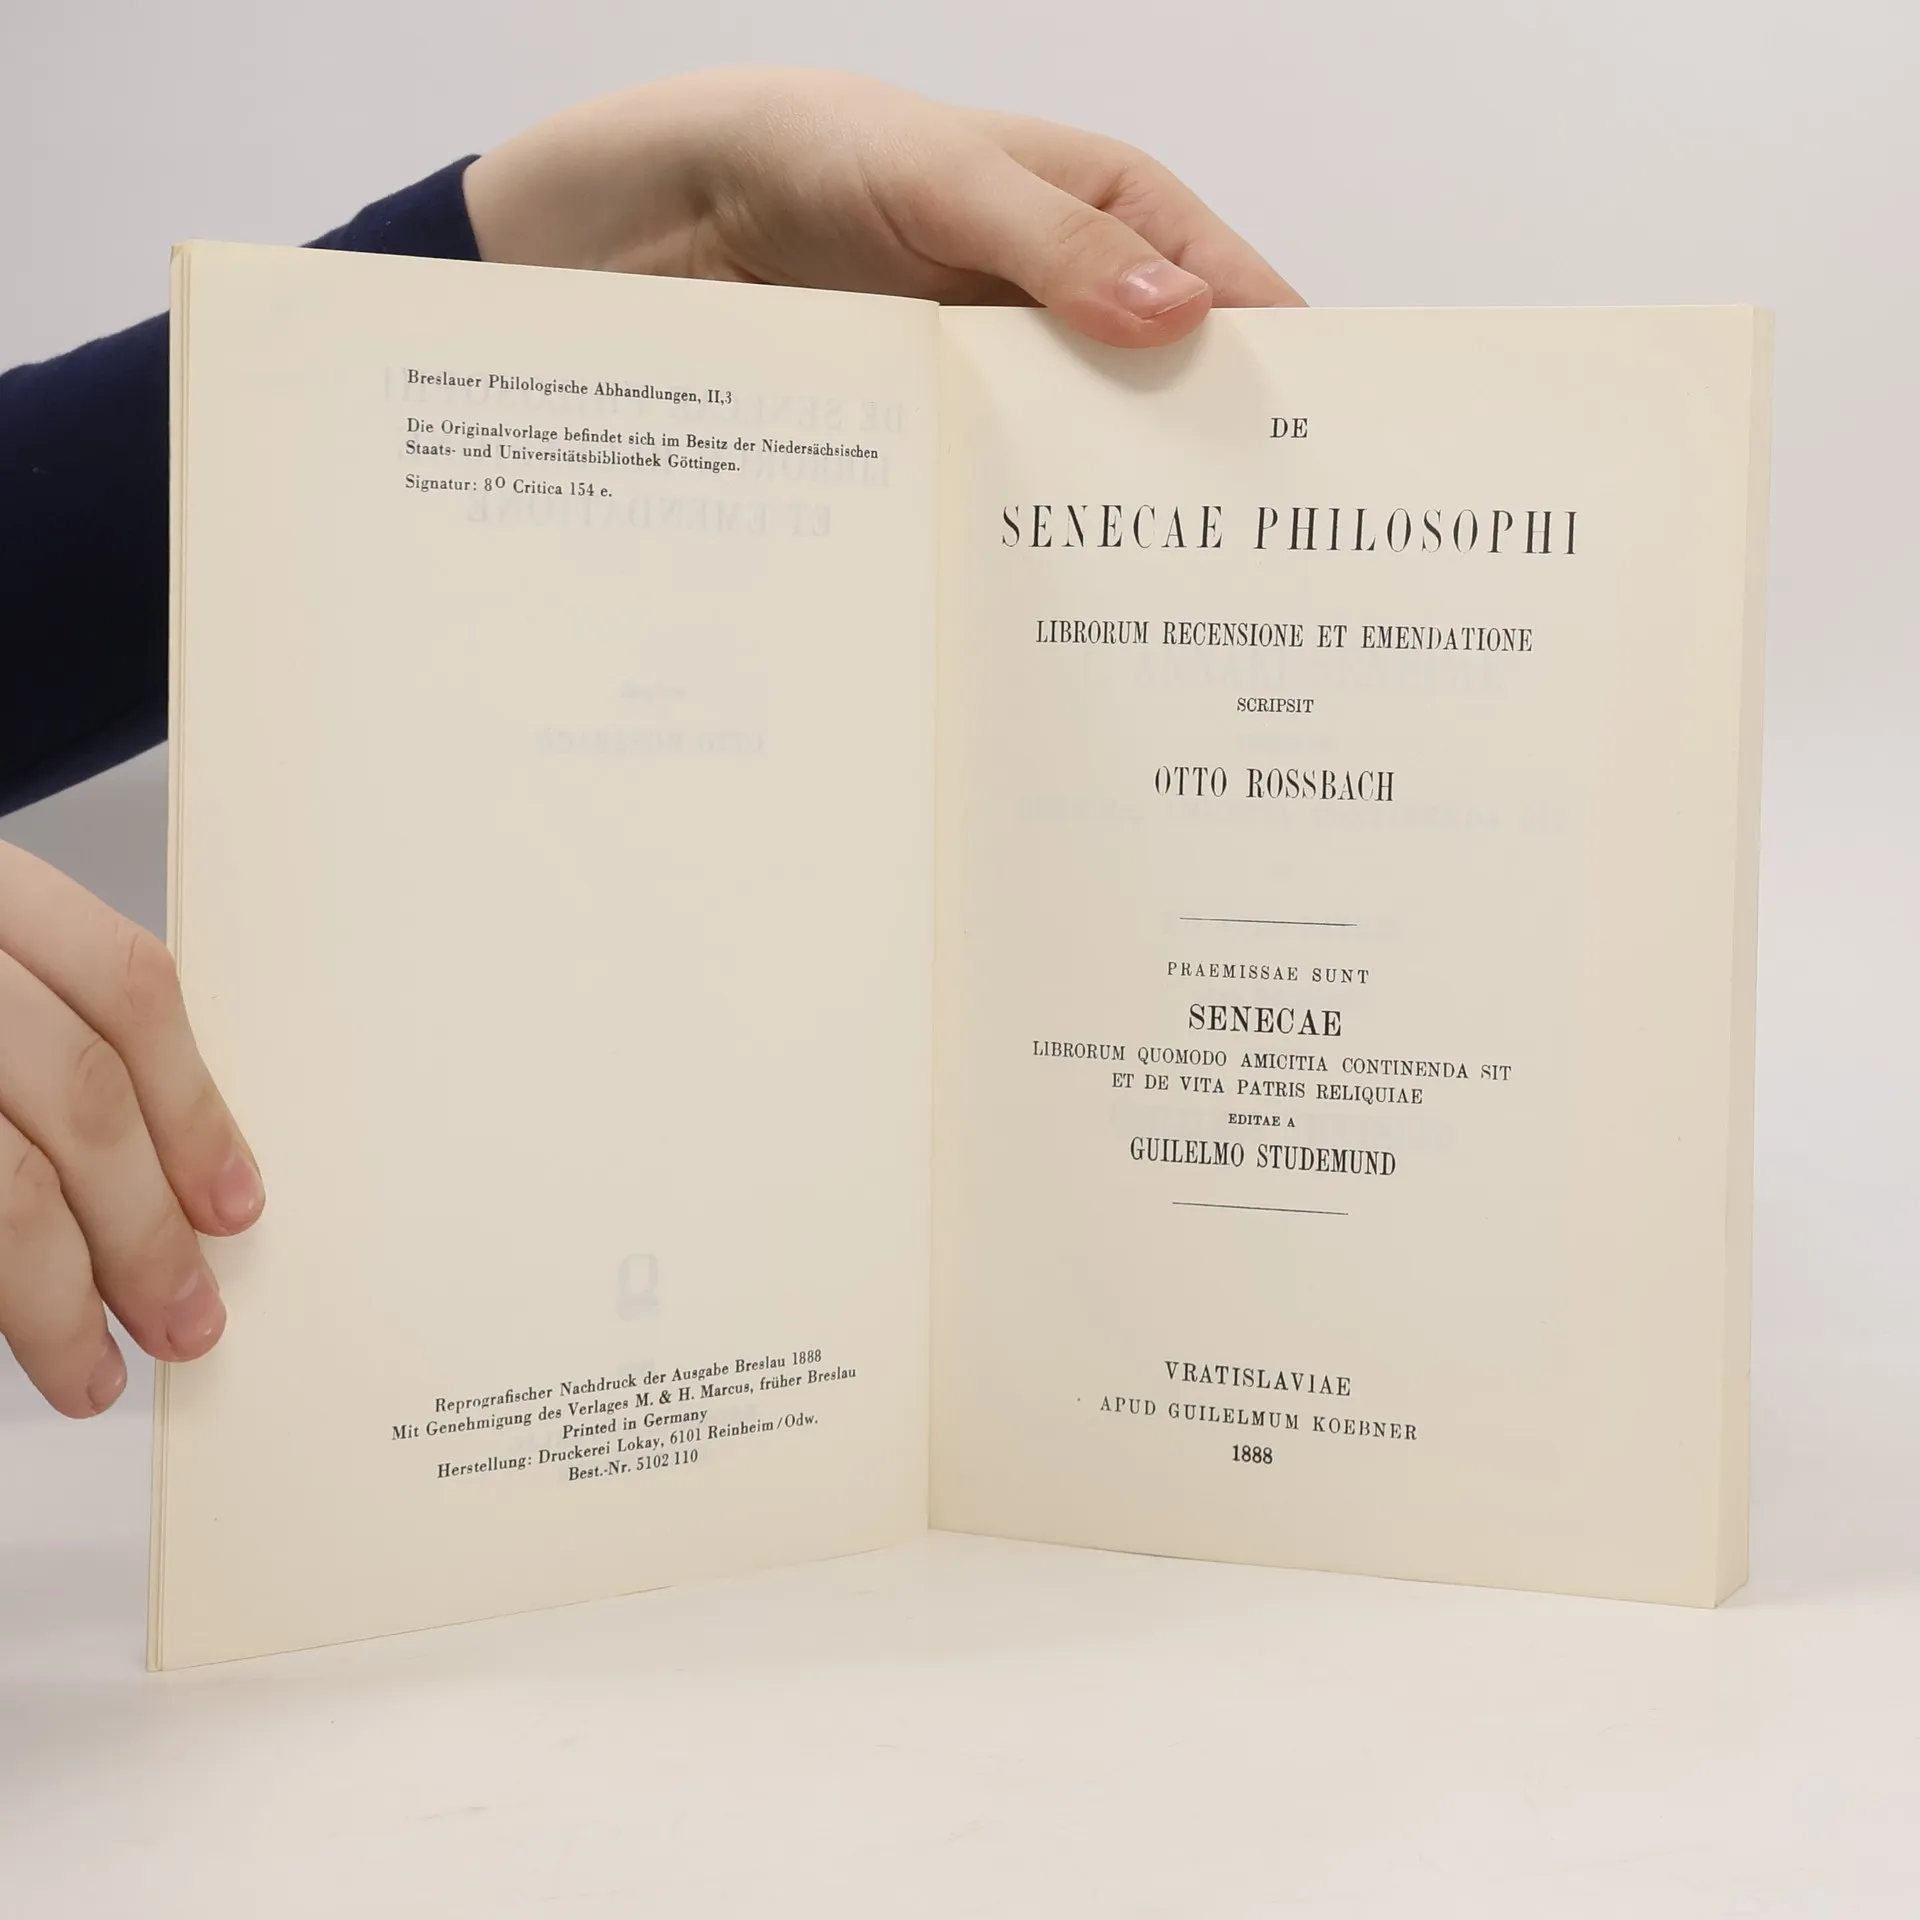 Breslauer Philologische Abhandlungen, II,3
Die Originalvorlage befindet sich im Besitz der Niedersächsischen
Staats- und Universitätsbibliothek Göttingen.
Signatur: 8º Critica 154 e.
Reprografischer Nachdruck der Ausgabe Breslau 1888
Mit Genehmigung des Verlages M. & H. Marcus, früher Breslau
Printed in Germany
Herstellung: Druckerei Lokay, 6101 Reinheim/Odw.
Best.-Nr. 5102 110
DE
SENECAE PHILOSOPHI
LIBRORUM RECENSIONE ET EMENDATIONE
SCRIPSIT
OTTO ROSSBACH
PRAEMISSAE SUNT
SENECAE
LIBRORUM QUOMODO AMICITIA CONTINENDA SIT
ET DE VITA PATRIS RELIQUIAE
EDITAE A
GUILELMO STUDEMUND
VRATISLAVIAE
APUD GUILELMUM KOEBNER
1888